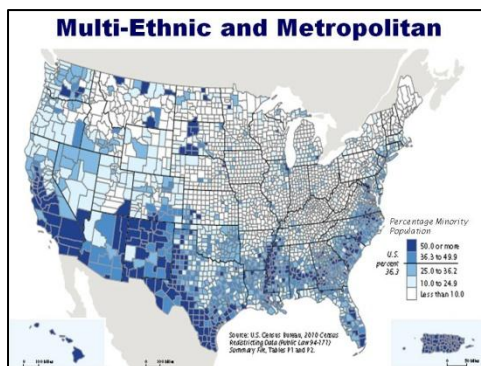 Multi-Ethnic and Metropolitan
Percentage Minority
Population
U.S.
percent
36.3
50.0 or more
36.3 to 49.9
25.0 to 36.2
10.0 to 24.9
Less than 10.0
Source: U.S. Census Bureau, 2010 Census
Redistricting Data (Public Law 94-171)
Summary File, Tables P1 and P2.